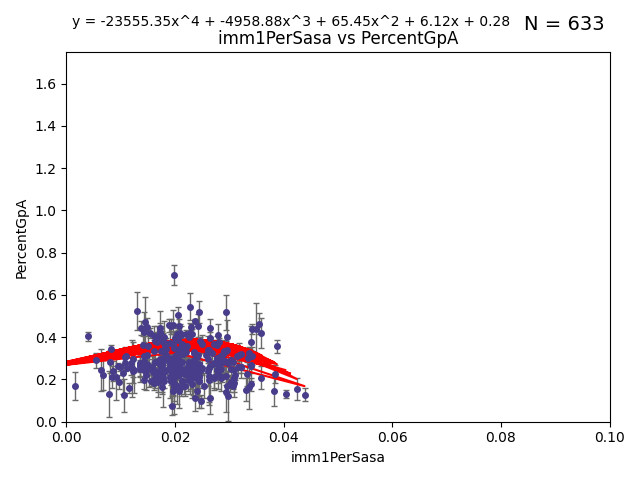 y = -23555.35x^4 + -4958.88x^3 + 65.45x^2 + 6.12x + 0.28
N = 633
imm1PerSasa vs PercentGpA
PercentGpA
1.6
1.4
1.2
1.0
0.8
0.6
0.4
0.2
0.0
0.00 0.02 0.04 0.06 0.08 0.10
imm1PerSasa